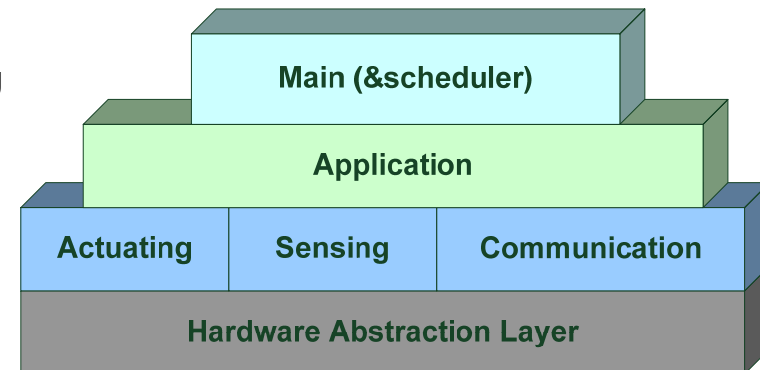 Main (&scheduler)
Application
Actuating Sensing Communication
Hardware Abstraction Layer